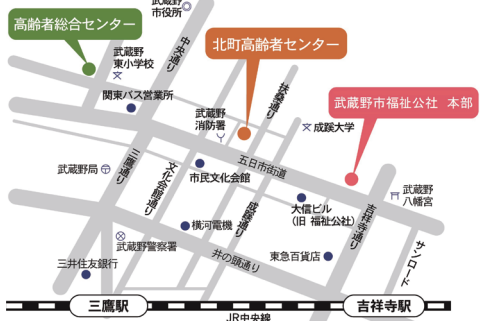 武蔵野
市役所
高齢者総合センター
中央通り
北町高齢者センター
武蔵野
東小学校
扶桑通り
関東バス営業所
武蔵野市福祉公社 本部
武蔵野
消防署
成蹊大学
五日市街道
武蔵野局
三鷹通り
文化会館通り
市民文化会館
武蔵野
八幡宮
大信ビル
(旧 福祉公社)
吉祥寺通り
成蹊通り
横河電機
サンロード
武蔵野警察署
井の頭通り
東急百貨店
三井住友銀行
三鷹駅
吉祥寺駅
JR中央線